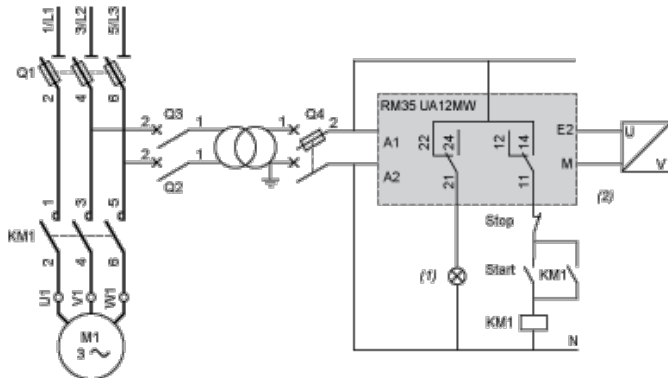 1/L1 3/L2 5/L3
Q1
2 4 6
2 Q3 1
2 Q2 1
1 Q4 2
RM35 UA12MW
A1
A2
22 24 21
12 14 11
E2
M
U
V
(2)
Stop
Start
KM1
KM1
N
(1)
KM1
1 3 5
2 4 6
U1 V1 W1
M1
3 ~